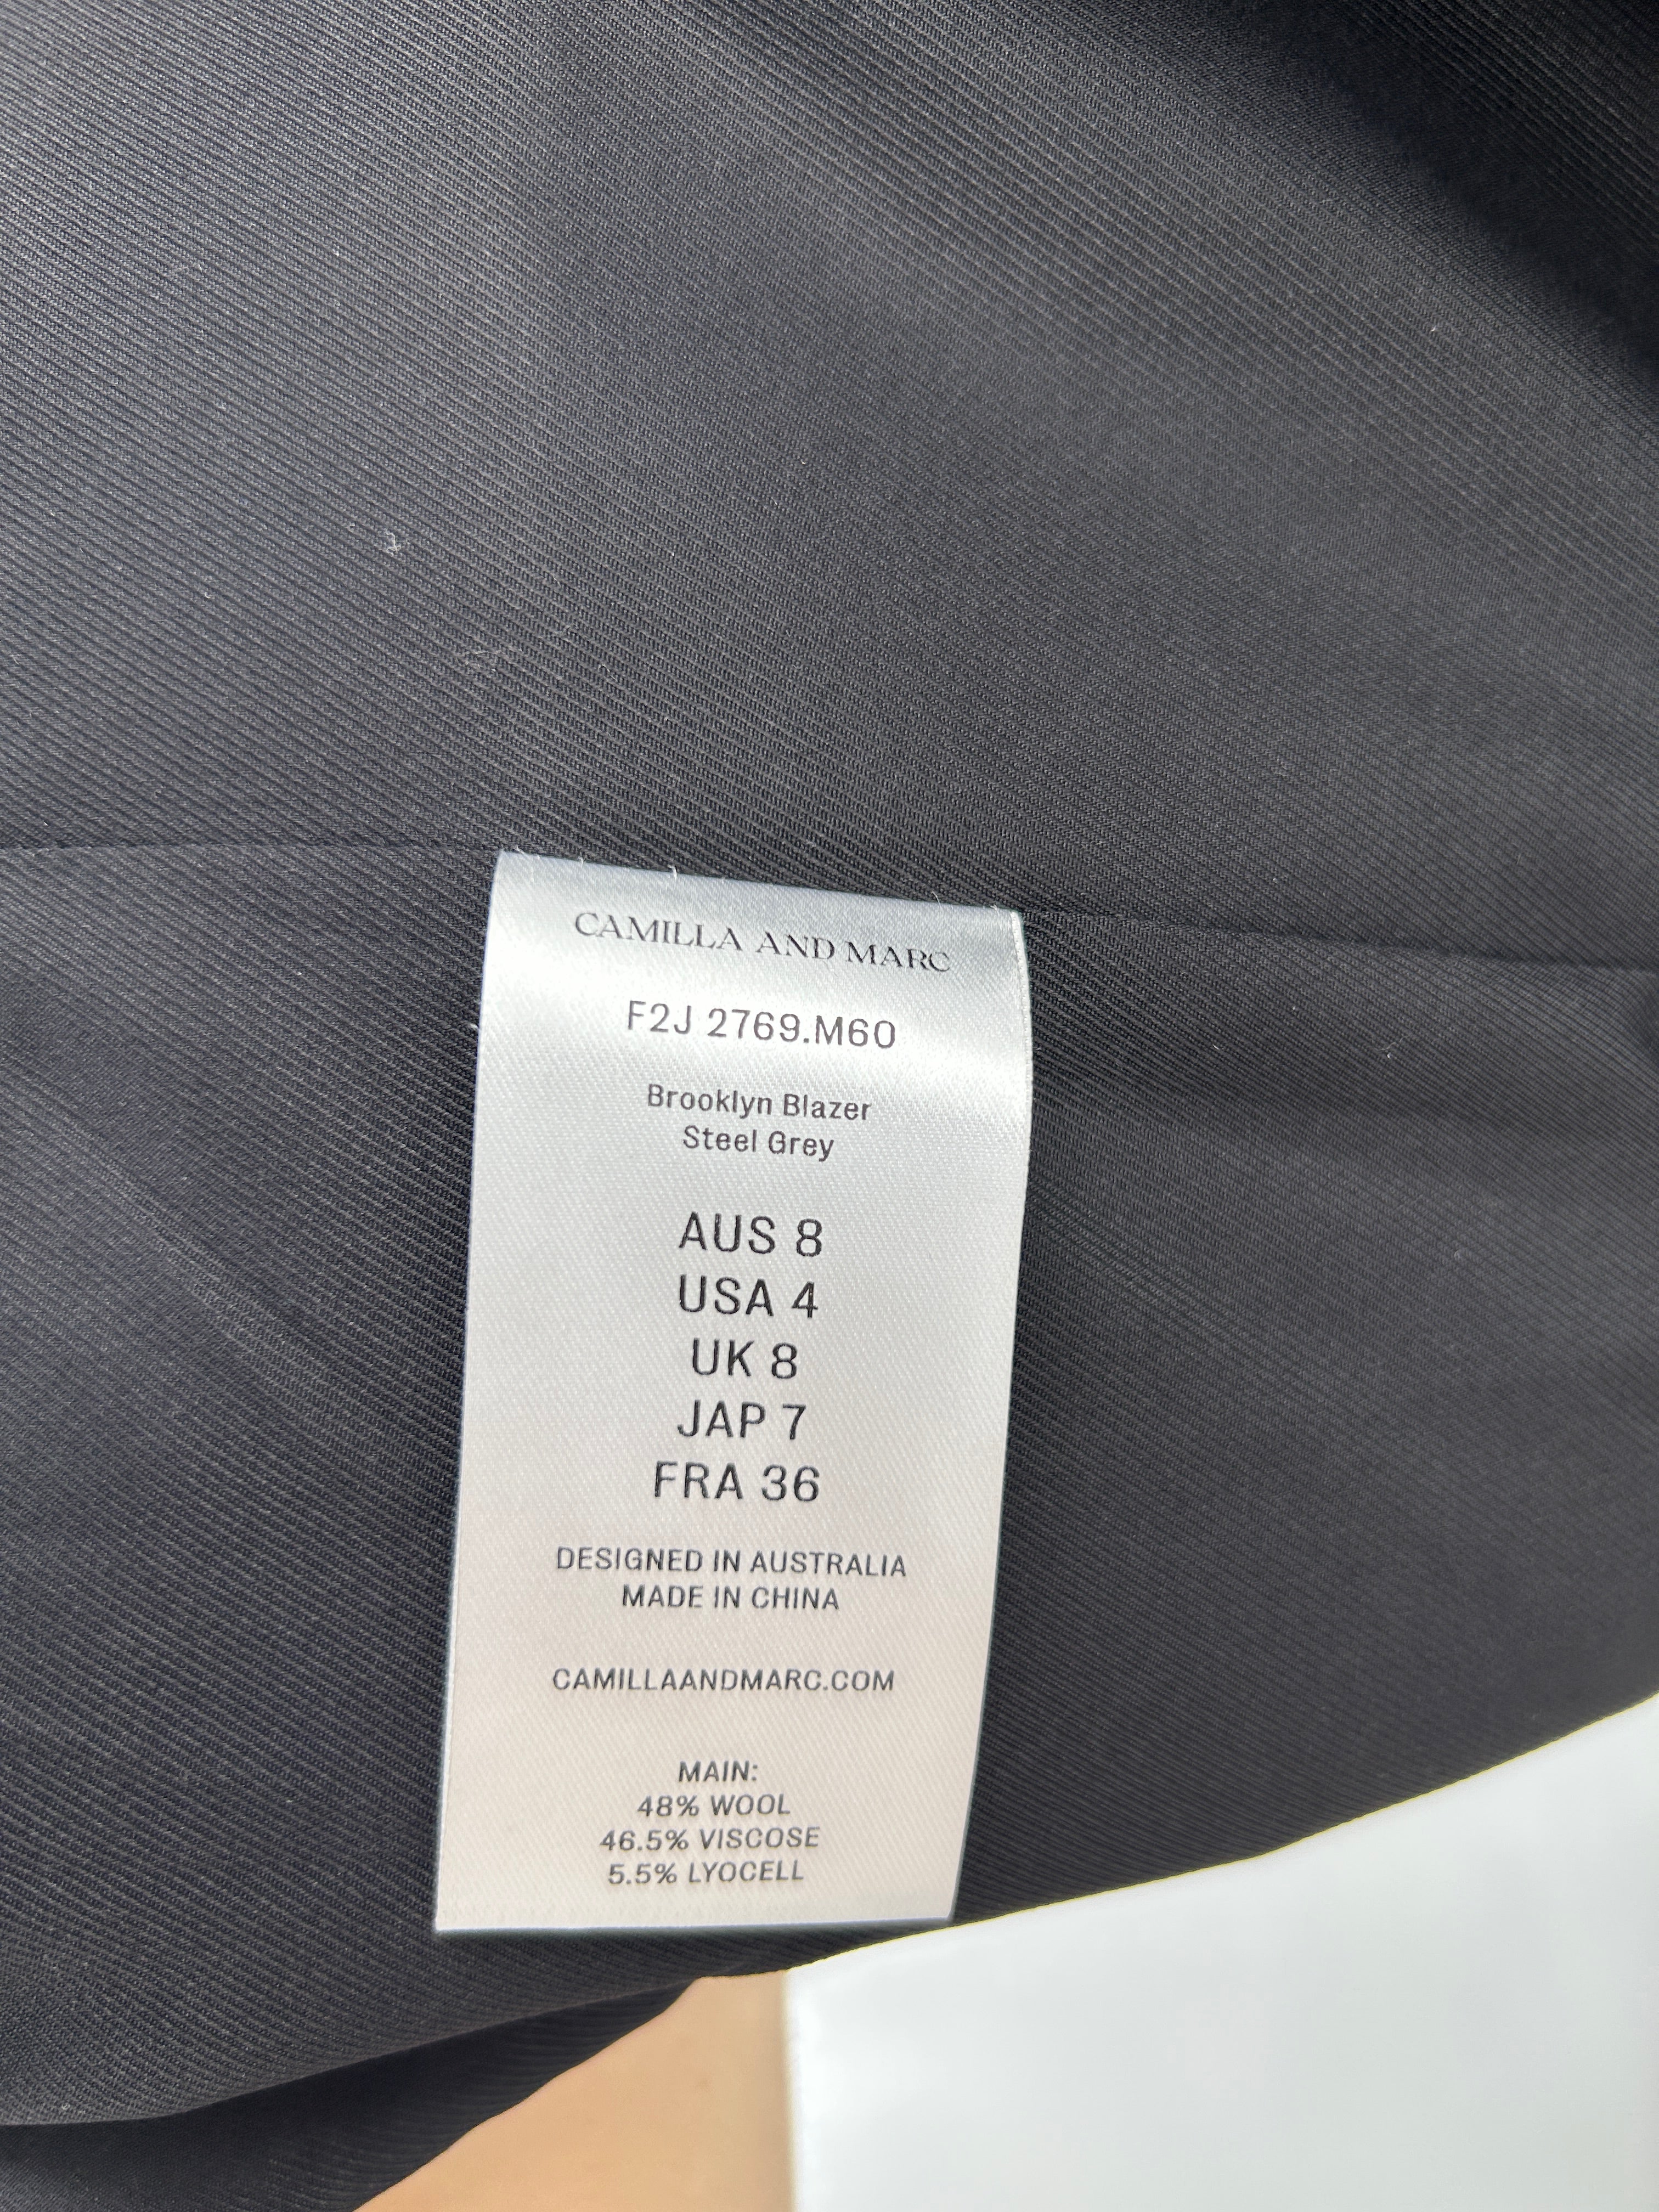 CAMILLA AND MARC
F2J 2769.M60
Brooklyn Blazer
Steel Grey
AUS 8
USA 4
UK 8
JAP 7
FRA 36
DESIGNED IN AUSTRALIA
MADE IN CHINA
CAMILLAANDMARC.COM
MAIN:
48% WOOL
46.5% VISCOSE
5.5% LYOCELL